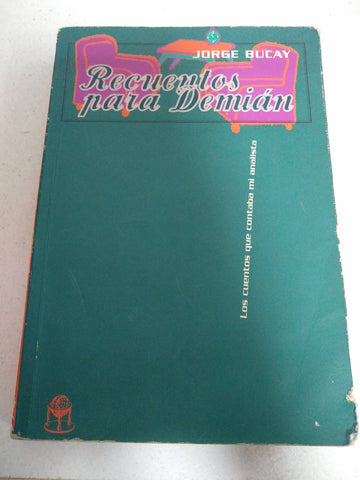 JORGE BUCAY
Recuentos
para Demián
Los cuentos que contaba mi analista